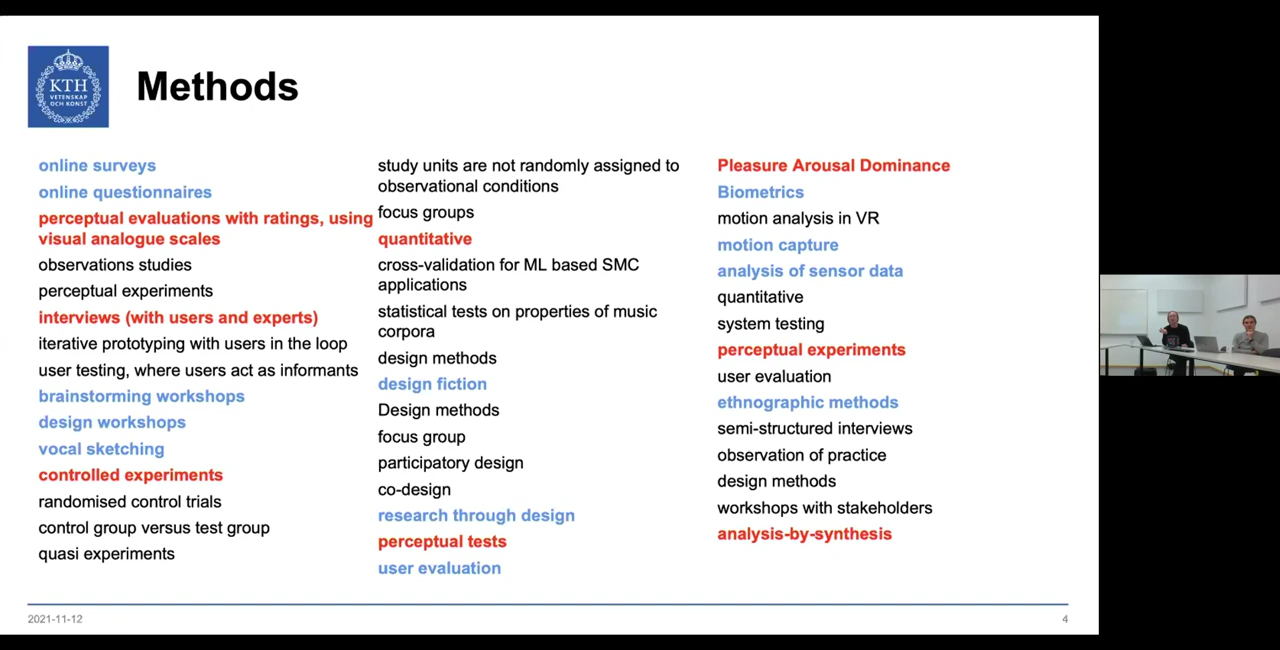 KTH
VETENSKAP
OCH KONST
Methods
online surveys
online questionnaires
perceptual evaluations with ratings, using
visual analogue scales
observations studies
perceptual experiments
interviews (with users and experts)
iterative prototyping with users in the loop
user testing, where users act as informants
brainstorming workshops
design workshops
vocal sketching
controlled experiments
randomised control trials
control group versus test group
quasi experiments
study units are not randomly assigned to
observational conditions
focus groups
quantitative
cross-validation for ML based SMC
applications
statistical tests on properties of music
corpora
design methods
design fiction
Design methods
focus group
participatory design
co-design
research through design
perceptual tests
user evaluation
Pleasure Arousal Dominance
Biometrics
motion analysis in VR
motion capture
analysis of sensor data
quantitative
system testing
perceptual experiments
user evaluation
ethnographic methods
semi-structured interviews
observation of practice
design methods
workshops with stakeholders
analysis-by-synthesis
2021-11-12
4